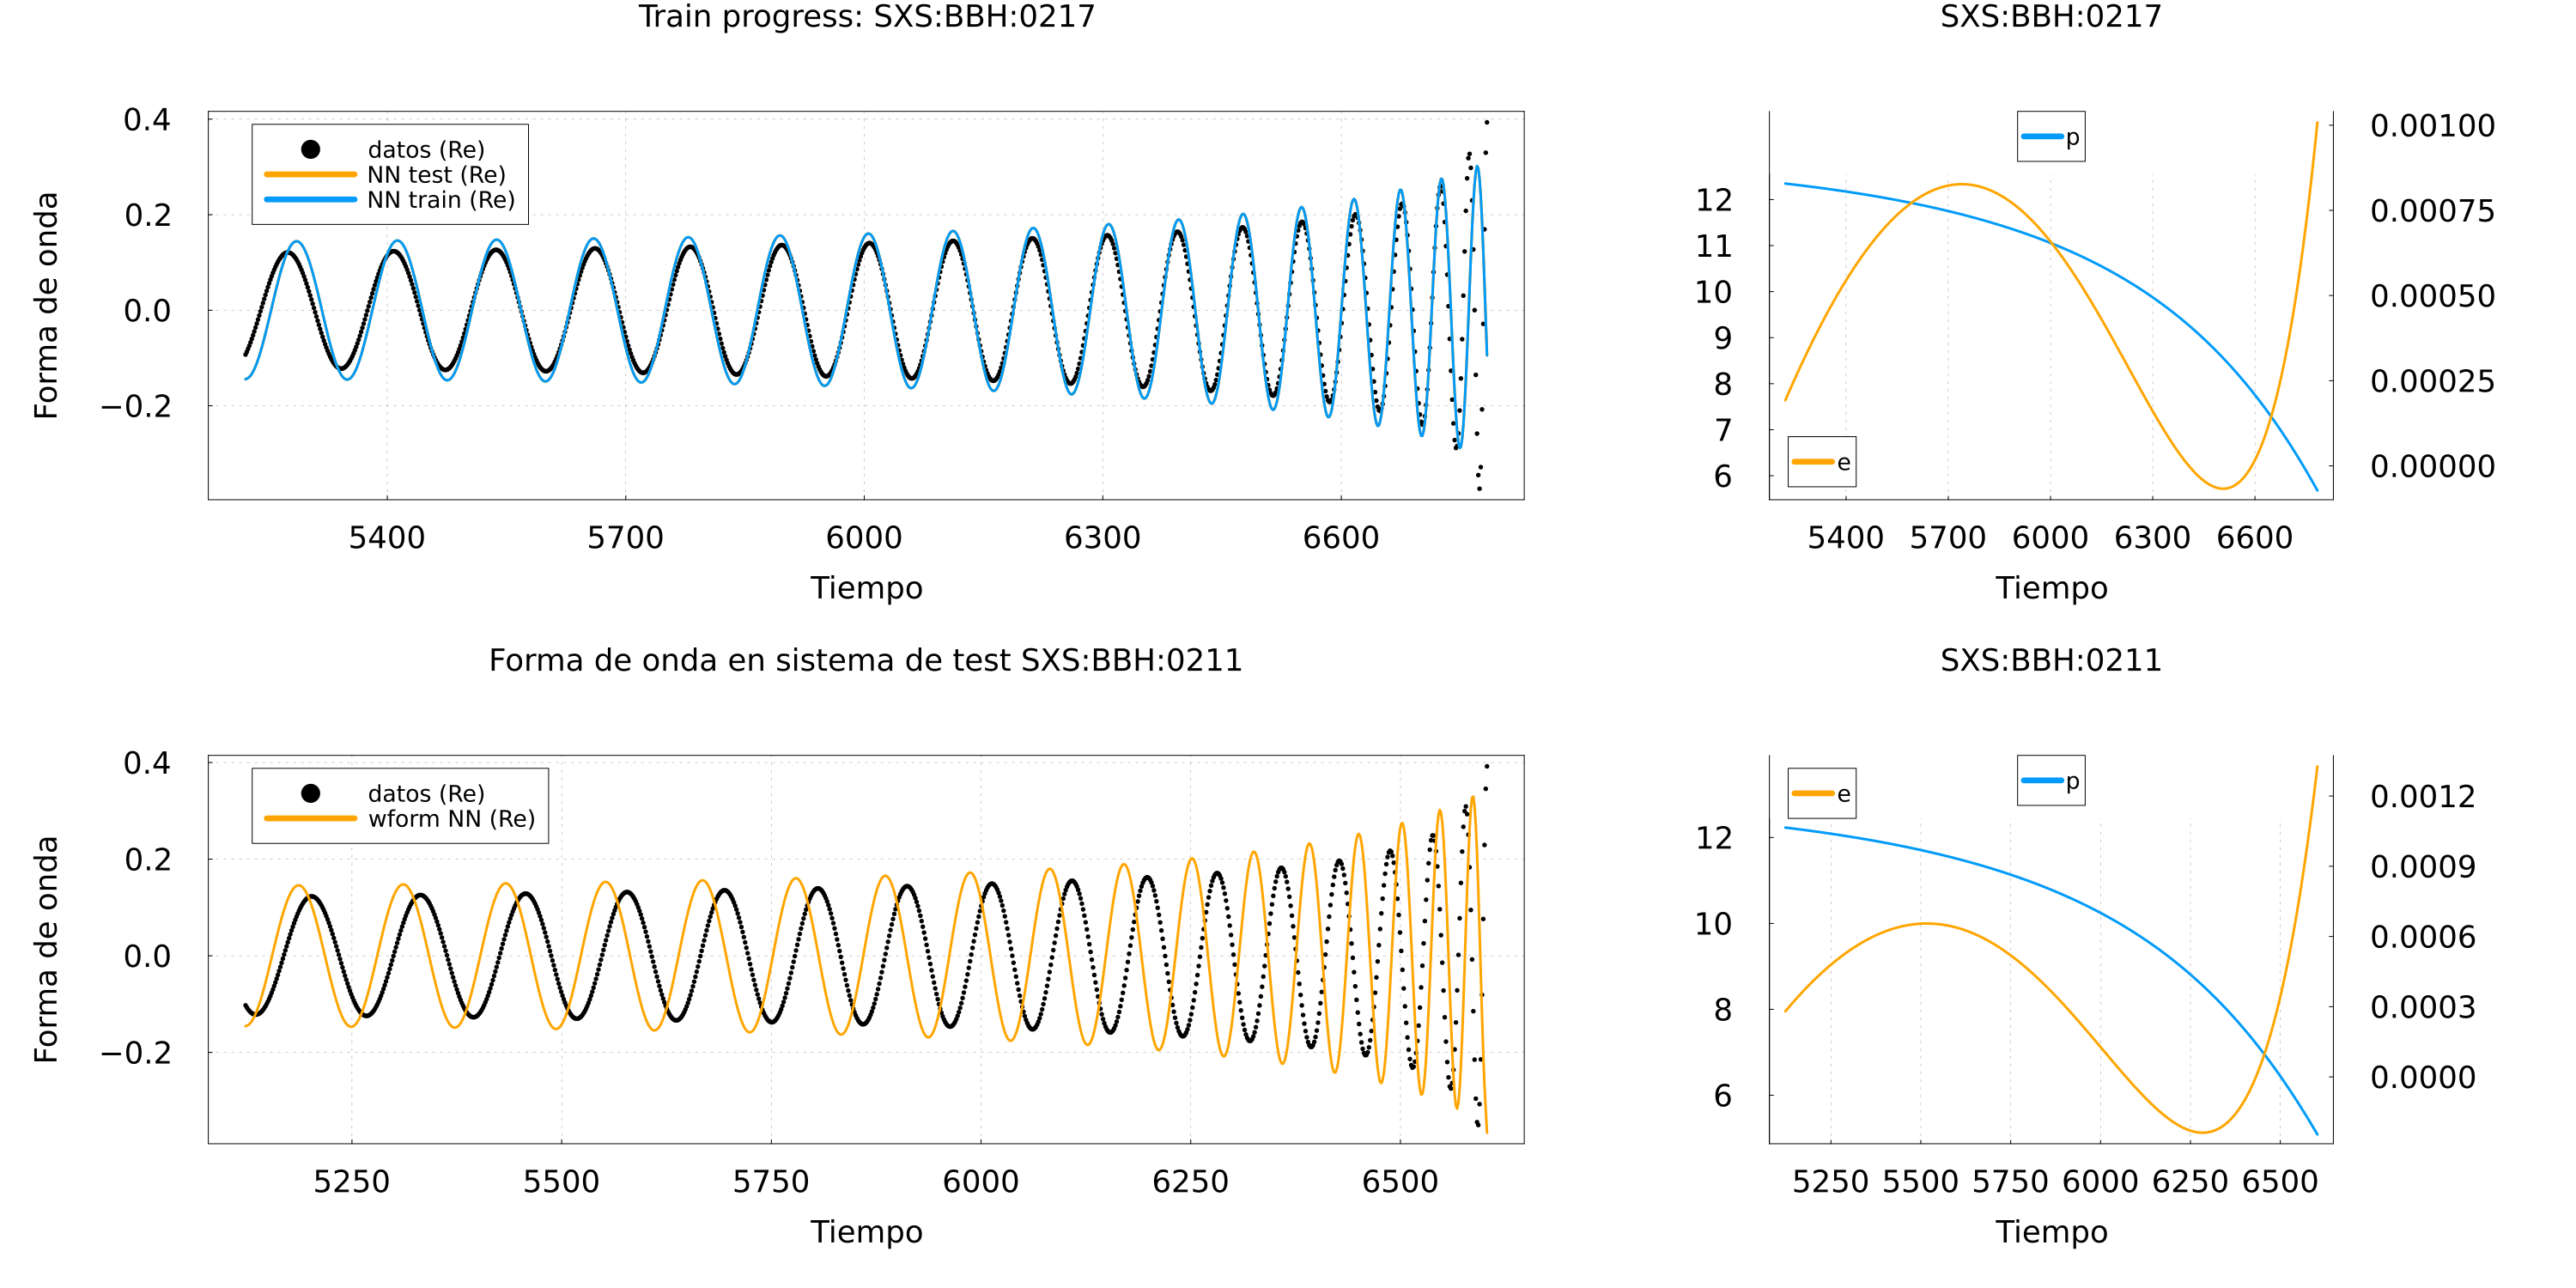 Train progress: SXS:BBH:0217
0.4
0.2
0.0
−0.2
Forma de onda
datos (Re)
NN test (Re)
NN train (Re)
5400 5700 6000 6300 6600
Tiempo
SXS:BBH:0217
12
11
10
9
8
7
6
p
e
0.00100
0.00075
0.00050
0.00025
0.00000
5400 5700 6000 6300 6600
Tiempo
Forma de onda en sistema de test SXS:BBH:0211
0.4
0.2
0.0
−0.2
Forma de onda
datos (Re)
wform NN (Re)
5250 5500 5750 6000 6250 6500
Tiempo
SXS:BBH:0211
12
10
8
6
e
p
0.0012
0.0009
0.0006
0.0003
0.0000
5250 5500 5750 6000 6250 6500
Tiempo